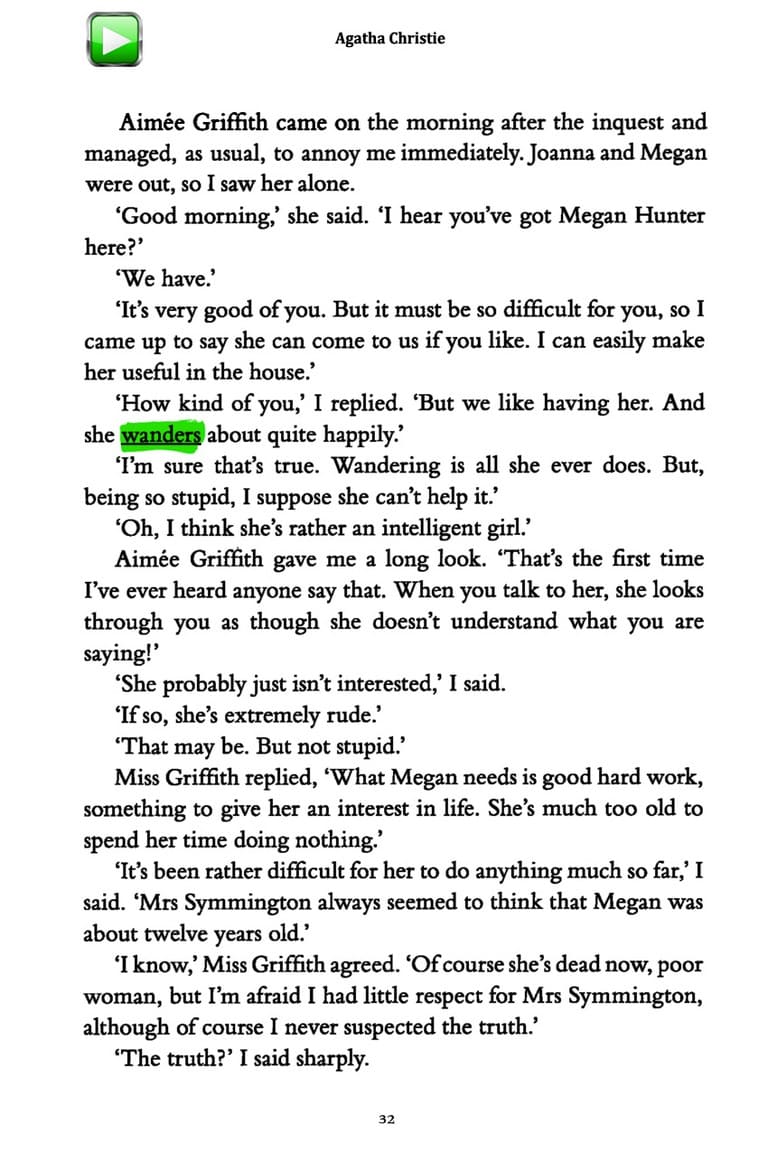 Agatha Christie
Aimée Griffith came on the morning after the inquest and
managed, as usual, to annoy me immediately. Joanna and Megan
were out, so I saw her alone.
‘Good morning,’ she said. ‘I hear you’ve got Megan Hunter
here?’
‘We have.’
‘It’s very good of you. But it must be so difficult for you, so I
came up to say she can come to us if you like. I can easily make
her useful in the house.’
‘How kind of you,’ I replied. ‘But we like having her. And
she wanders about quite happily.’
‘I’m sure that’s true. Wandering is all she ever does. But,
being so stupid, I suppose she can’t help it.’
‘Oh, I think she’s rather an intelligent girl.’
Aimée Griffith gave me a long look. ‘That’s the first time
I’ve ever heard anyone say that. When you talk to her, she looks
through you as though she doesn’t understand what you are
saying!’
‘She probably just isn’t interested,’ I said.
‘If so, she’s extremely rude.’
‘That may be. But not stupid.’
Miss Griffith replied, ‘What Megan needs is good hard work,
something to give her an interest in life. She’s much too old to
spend her time doing nothing.’
‘It’s been rather difficult for her to do anything much so far,’ I
said. ‘Mrs Symmington always seemed to think that Megan was
about twelve years old.’
‘I know,’ Miss Griffith agreed. ‘Of course she’s dead now, poor
woman, but I’m afraid I had little respect for Mrs Symmington,
although of course I never suspected the truth.’
‘The truth?’ I said sharply.
32